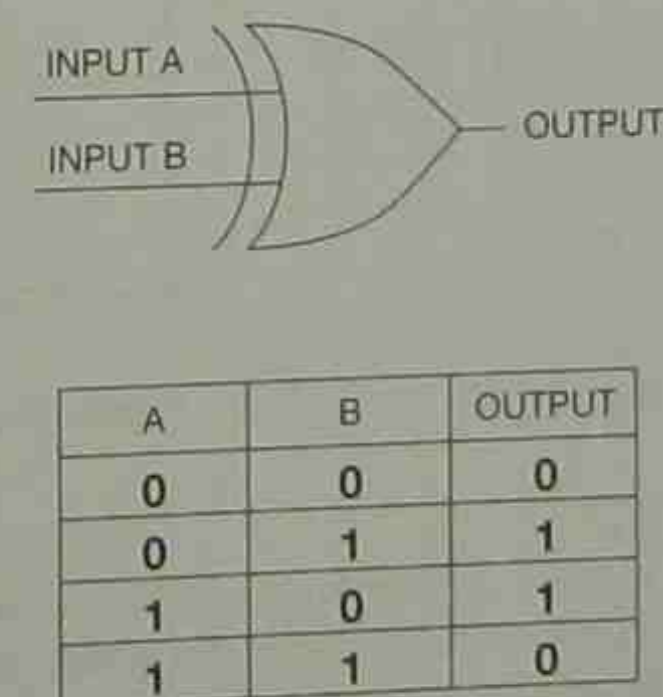 INPUT A
OUTPUT
INPUT B
A B OUTPUT
0 0 0
0 1 1
1 0 1
1 1 0